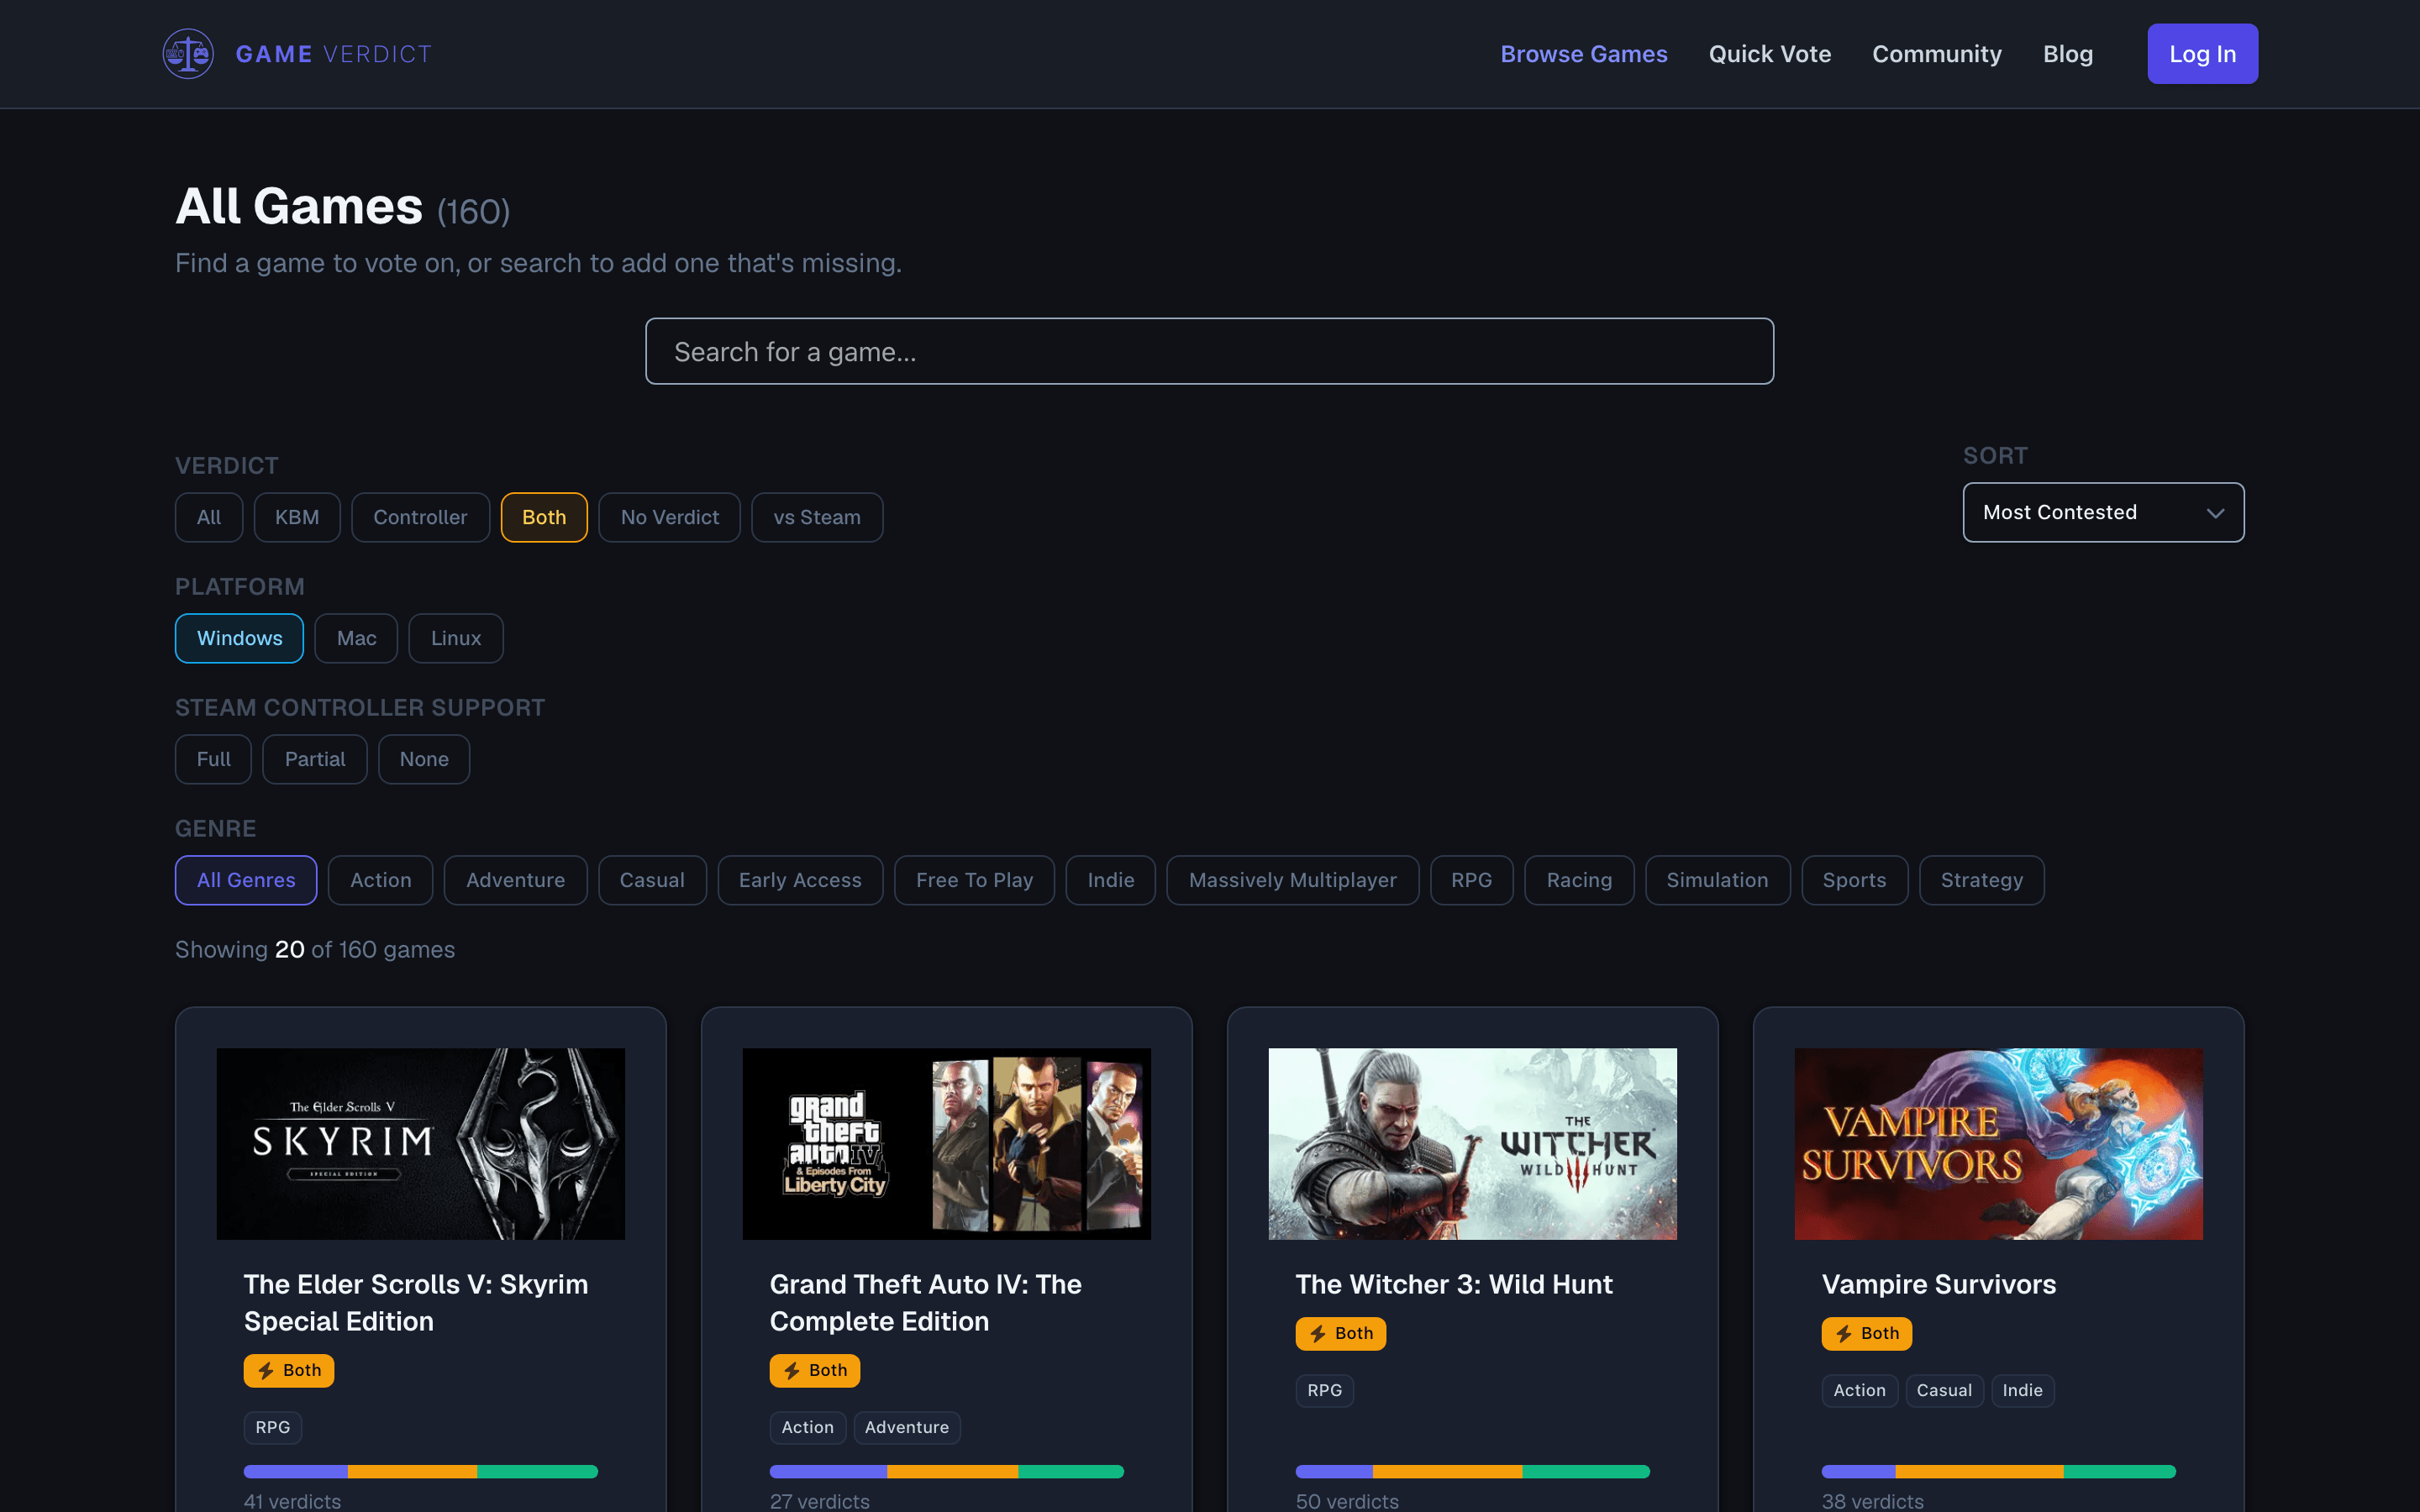 GAME VERDICT
Browse Games
Quick Vote
Community
Blog
Log In
All Games (160)
Find a game to vote on, or search to add one that's missing.
Search for a game...
VERDICT
All
KBM
Controller
Both
No Verdict
vs Steam
SORT
Most Contested
PLATFORM
Windows
Mac
Linux
STEAM CONTROLLER SUPPORT
Full
Partial
None
GENRE
All Genres
Action
Adventure
Casual
Early Access
Free To Play
Indie
Massively Multiplayer
RPG
Racing
Simulation
Sports
Strategy
Showing 20 of 160 games
The Elder Scrolls V
SKYRIM
SPECIAL EDITION
The Elder Scrolls V: Skyrim
Special Edition
Both
RPG
41 verdicts
grand
theft
auto IV
& Episodes From
Liberty City
Grand Theft Auto IV: The
Complete Edition
Both
Action
Adventure
27 verdicts
THE
WITCHER
WILD HUNT
The Witcher 3: Wild Hunt
Both
RPG
50 verdicts
VAMPIRE
SURVIVORS
Vampire Survivors
Both
Action
Casual
Indie
38 verdicts